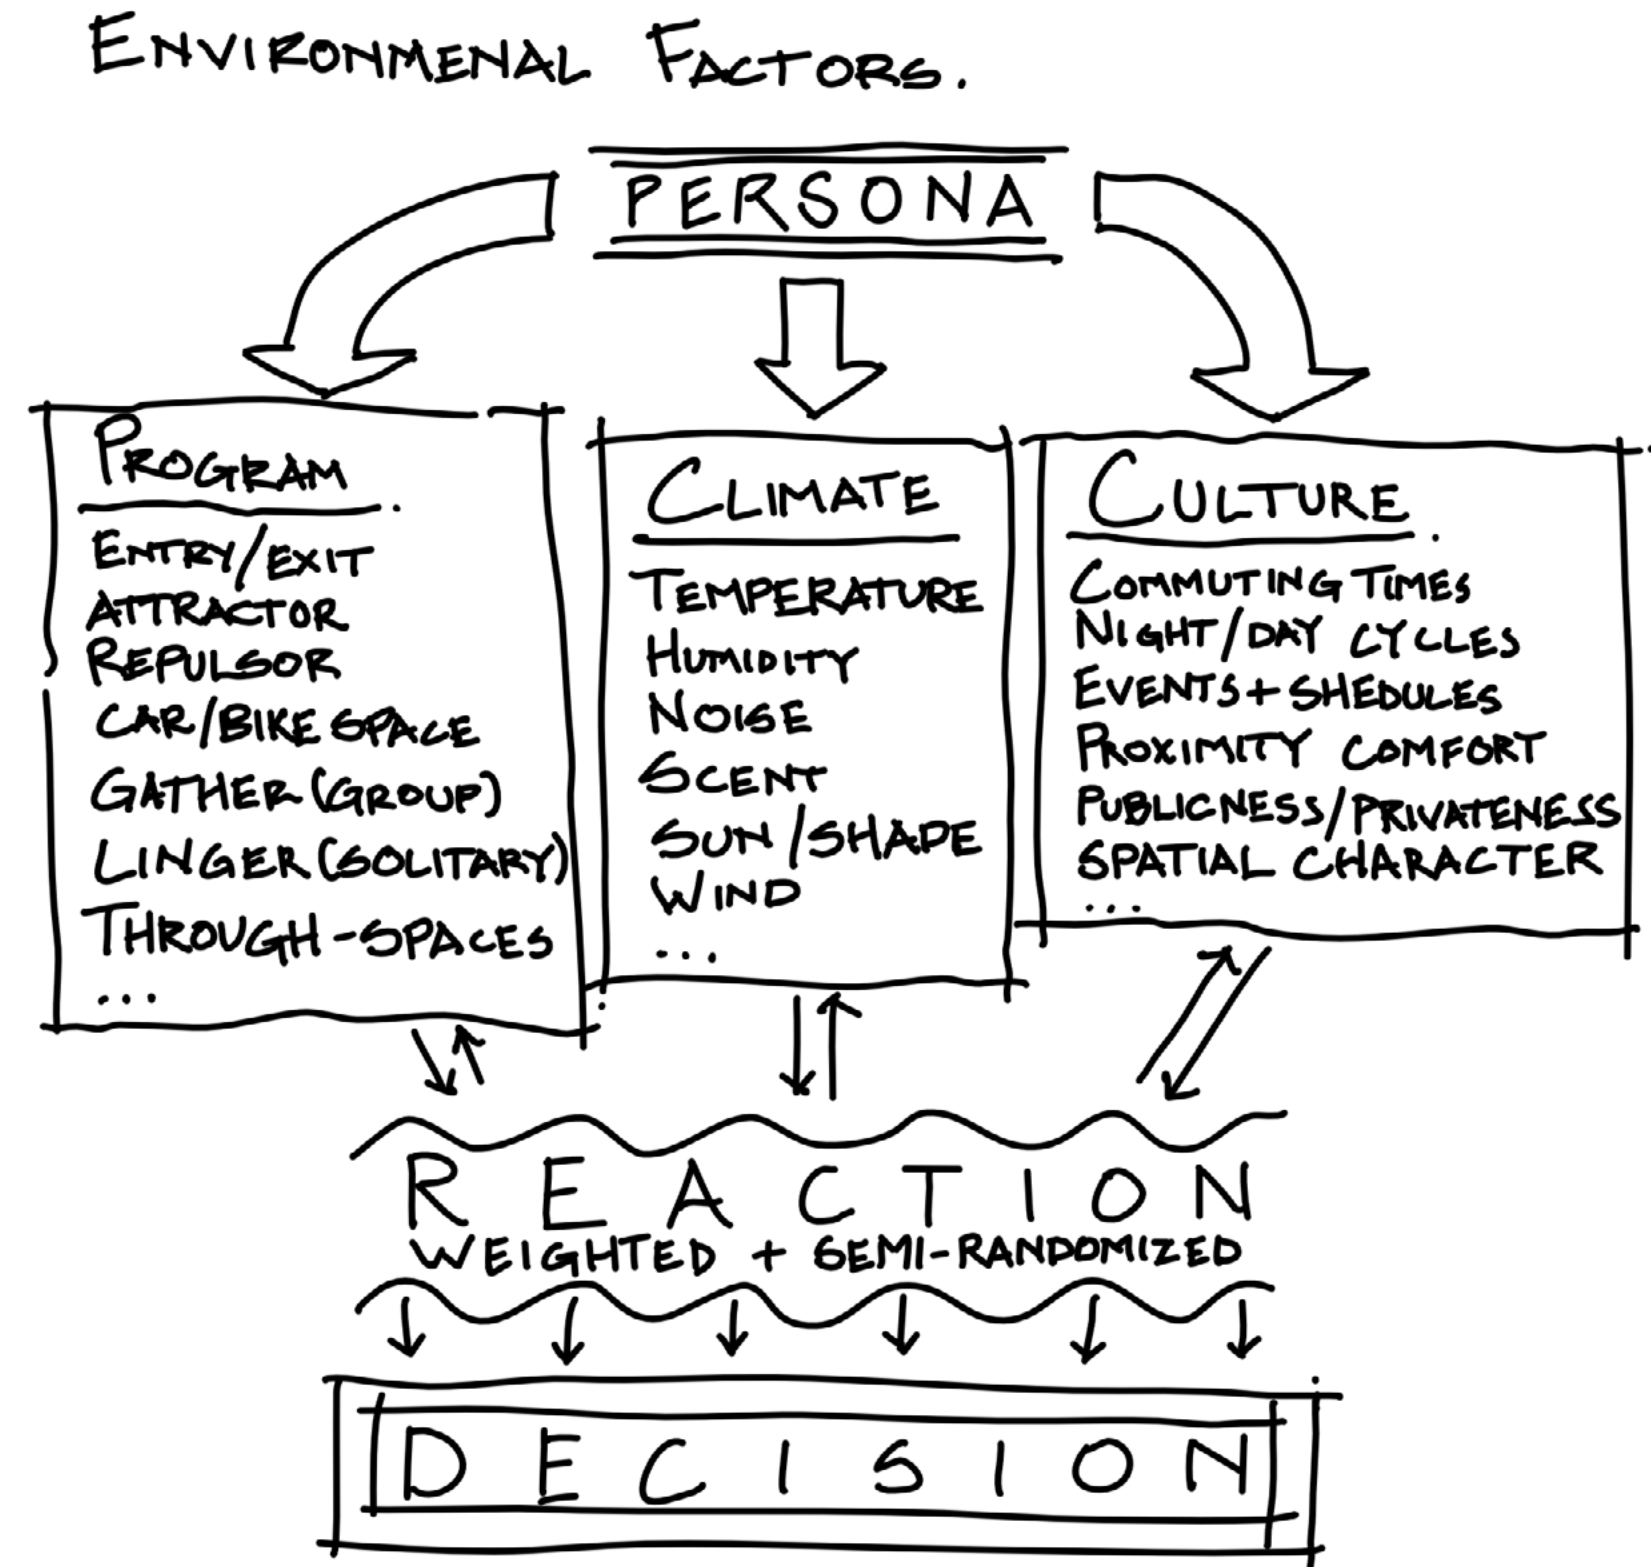 ENVIRONMENAL FACTORS.
PERSONA
PROGRAM
ENTRY/EXIT
ATTRACTOR
REPULSOR
CAR/BIKE SPACE
GATHER (GROUP)
LINGER (SOLITARY)
THROUGH-SPACES
...
CLIMATE
TEMPERATURE
HUMIDITY
NOISE
SCENT
SUN/SHAPE
WIND
...
CULTURE
COMMUTING TIMES
NIGHT/DAY CYCLES
EVENTS + SHEDULES
PROXIMITY COMFORT
PUBLICNESS/PRIVATENESS
SPATIAL CHARACTER
...
REACTION
WEIGHTED + SEMI-RANDOMIZED
DECISION